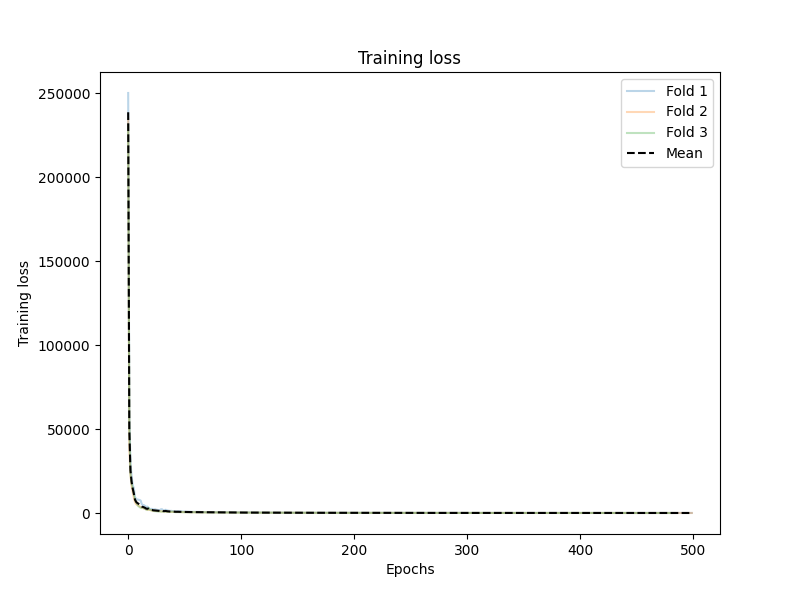 Training loss
Fold 1
Fold 2
Fold 3
Mean
Training loss
250000
200000
150000
100000
50000
0
0 100 200 300 400 500
Epochs